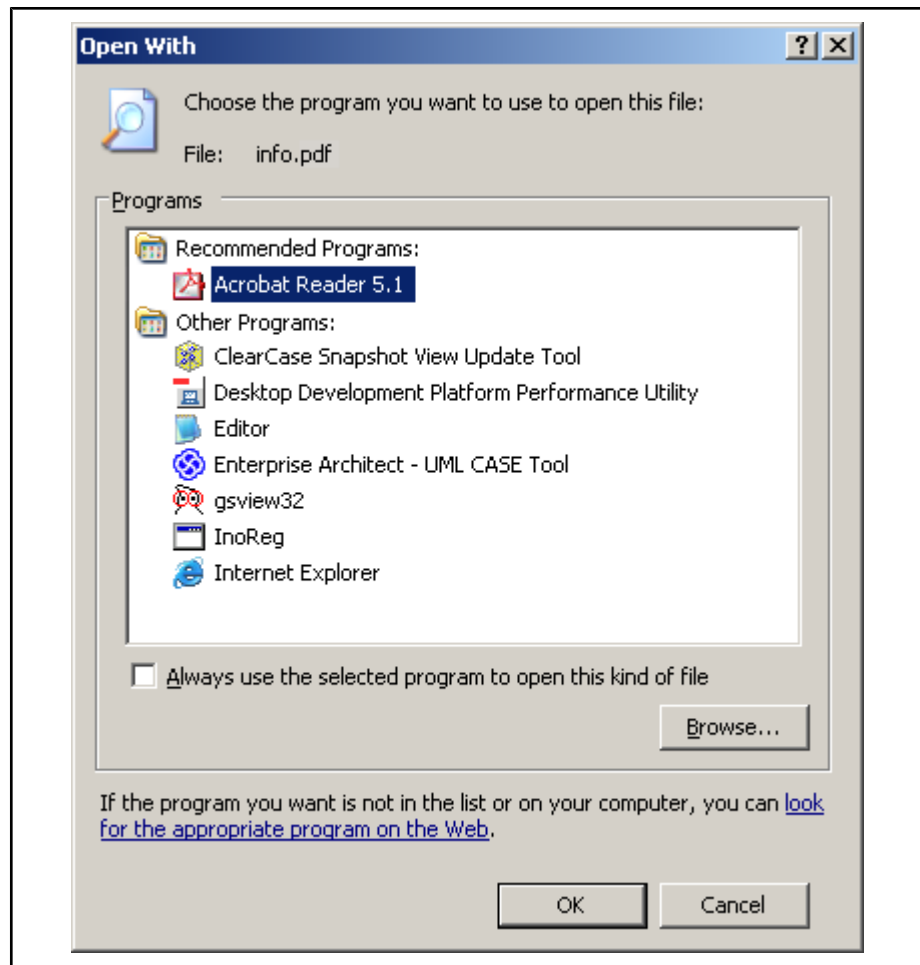 Open With
Choose the program you want to use to open this file:
File: info.pdf
Programs
Recommended Programs:
Acrobat Reader 5.1
Other Programs:
ClearCase Snapshot View Update Tool
Desktop Development Platform Performance Utility
Editor
Enterprise Architect - UML CASE Tool
gsview32
InoReg
Internet Explorer
Always use the selected program to open this kind of file
Browse...
If the program you want is not in the list or on your computer, you can look
for the appropriate program on the Web.
OK Cancel